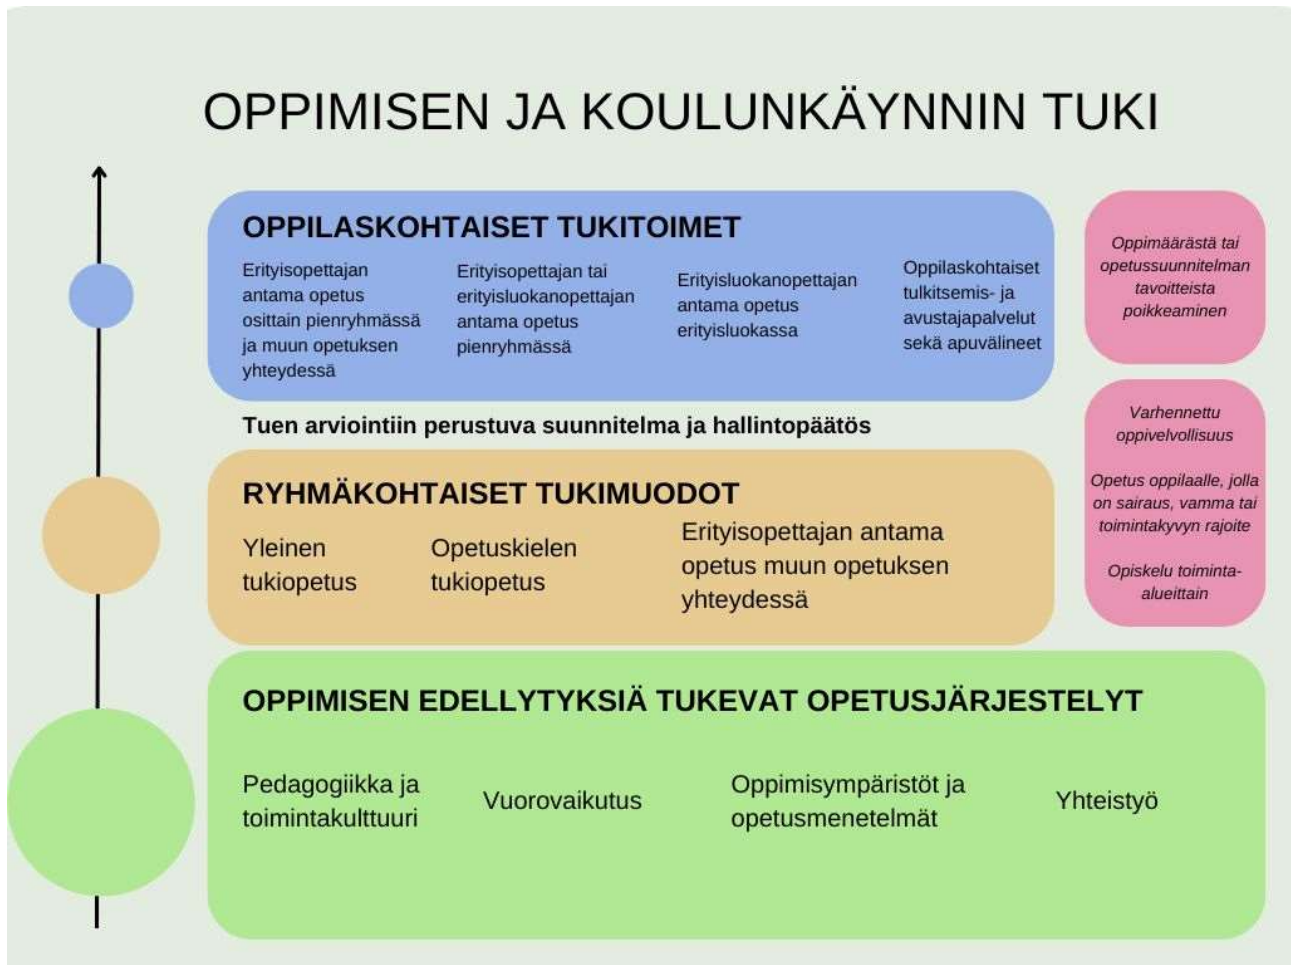 OPPIMISEN JA KOULUNKÄYNNIN TUKI
OPPILASKOHTAISET TUKITOIMET
Erityisopettajan
antama opetus
osittain pienryhmässä
ja muun opetuksen
yhteydessä
Erityisopettajan tai
erityisluokanopettajan
antama opetus
pienryhmässä
Erityisluokanopettajan
antama opetus
erityisluokassa
Oppilaskohtaiset
tulkitsemis- ja
avustajapalvelut
sekä apuvälineet
Oppimäärästä tai
opetussuunnitelman
tavoitteista
poikkeaminen
Tuen arviointiin perustuva suunnitelma ja hallintopäätös
Varhennettu
oppivelvollisuus
Opetus oppilaalle, jolla
on sairaus, vamma tai
toimintakyvyn rajoite
Opiskelu toiminta-
alueittain
RYHMÄKOHTAISET TUKIMUODOT
Yleinen
tukiopetus
Opetuskielen
tukiopetus
Erityisopettajan antama
opetus muun opetuksen
yhteydessä
OPPIMISEN EDELLYTYKSIÄ TUKEVAT OPETUSJÄRJESTELYT
Pedagogiikka ja
toimintakulttuuri
Vuorovaikutus
Oppimisympäristöt ja
opetusmenetelmät
Yhteistyö